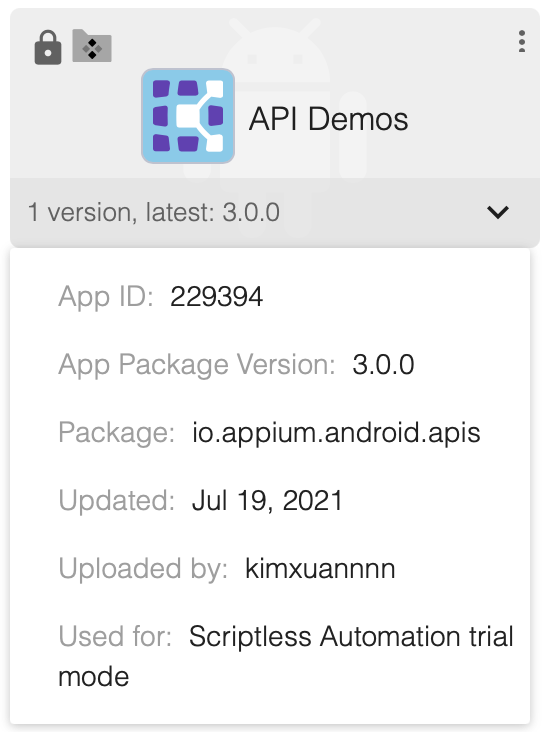 API Demos
1 version, latest: 3.0.0
App ID: 229394
App Package Version: 3.0.0
Package: io.appium.android.apis
Updated: Jul 19, 2021
Uploaded by: kimxuannnn
Used for: Scriptless Automation trial
mode